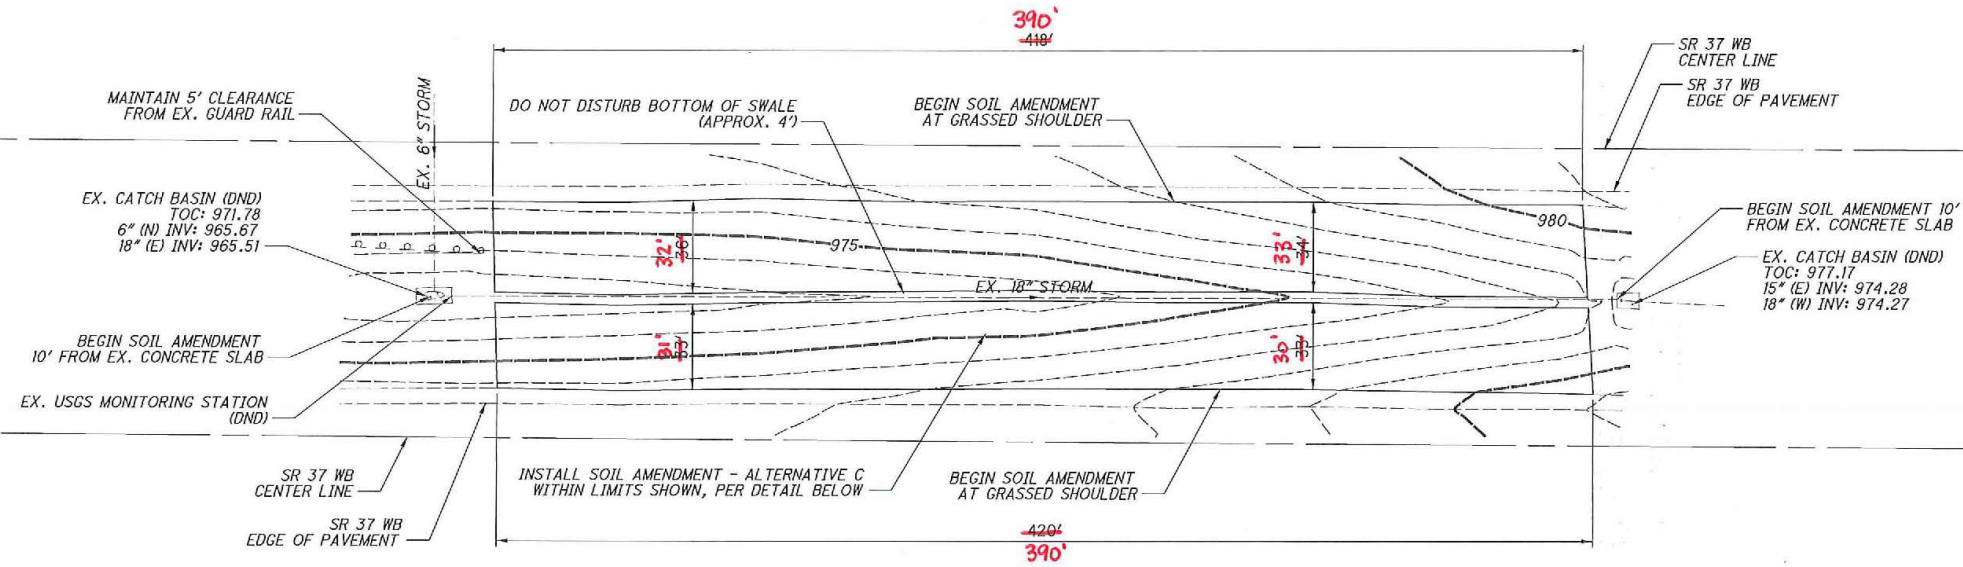 390'
418'
SR 37 WB
CENTER LINE
SR 37 WB
EDGE OF PAVEMENT
MAINTAIN 5' CLEARANCE
FROM EX. GUARD RAIL
EX. 6" STORM
DO NOT DISTURB BOTTOM OF SWALE
(APPROX. 4')
BEGIN SOIL AMENDMENT
AT GRASSED SHOULDER
EX. CATCH BASIN (DND)
TOC: 971.78
6" (N) INV: 965.67
18" (E) INV: 965.51
975
980
32'
33'
34'
BEGIN SOIL AMENDMENT 10'
FROM EX. CONCRETE SLAB
EX. CATCH BASIN (DND)
TOC: 977.17
15" (E) INV: 974.28
18" (W) INV: 974.27
EX. 18" STORM
BEGIN SOIL AMENDMENT
10' FROM EX. CONCRETE SLAB
31'
33'
30'
33'
EX. USGS MONITORING STATION
(DND)
SR 37 WB
CENTER LINE
SR 37 WB
EDGE OF PAVEMENT
INSTALL SOIL AMENDMENT - ALTERNATIVE C
WITHIN LIMITS SHOWN, PER DETAIL BELOW
BEGIN SOIL AMENDMENT
AT GRASSED SHOULDER
420'
390'